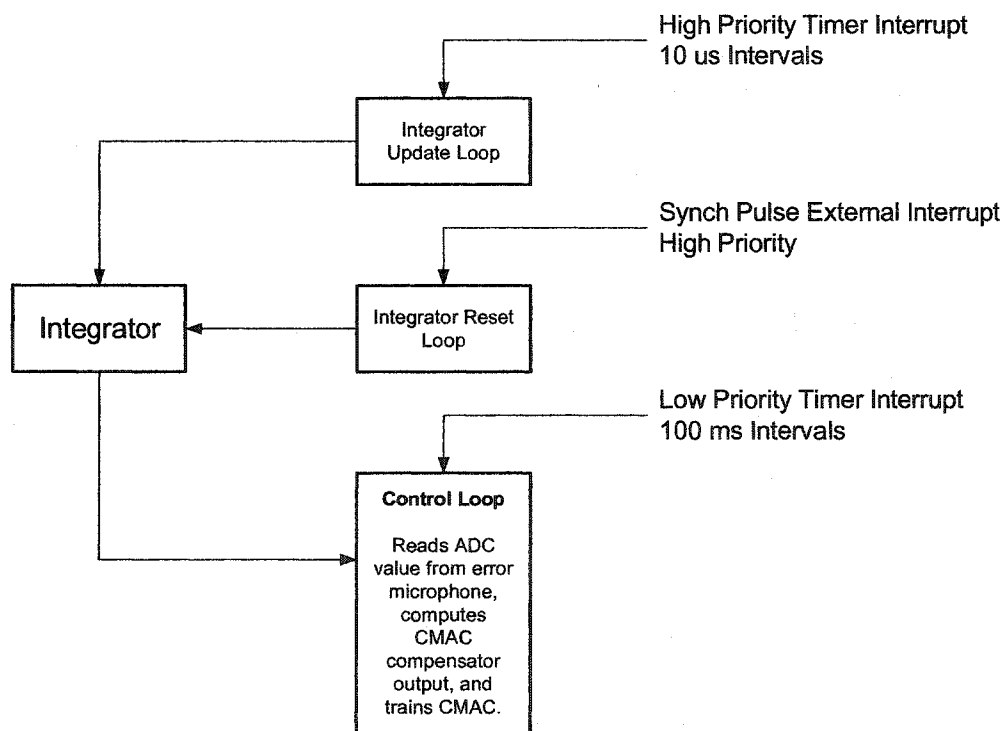 High Priority Timer Interrupt
10 us Intervals
Integrator
Update Loop
Synch Pulse External Interrupt
High Priority
Integrator
Integrator Reset
Loop
Low Priority Timer Interrupt
100 ms Intervals
Control Loop
Reads ADC
value from error
microphone,
computes
CMAC
compensator
output, and
trains CMAC.